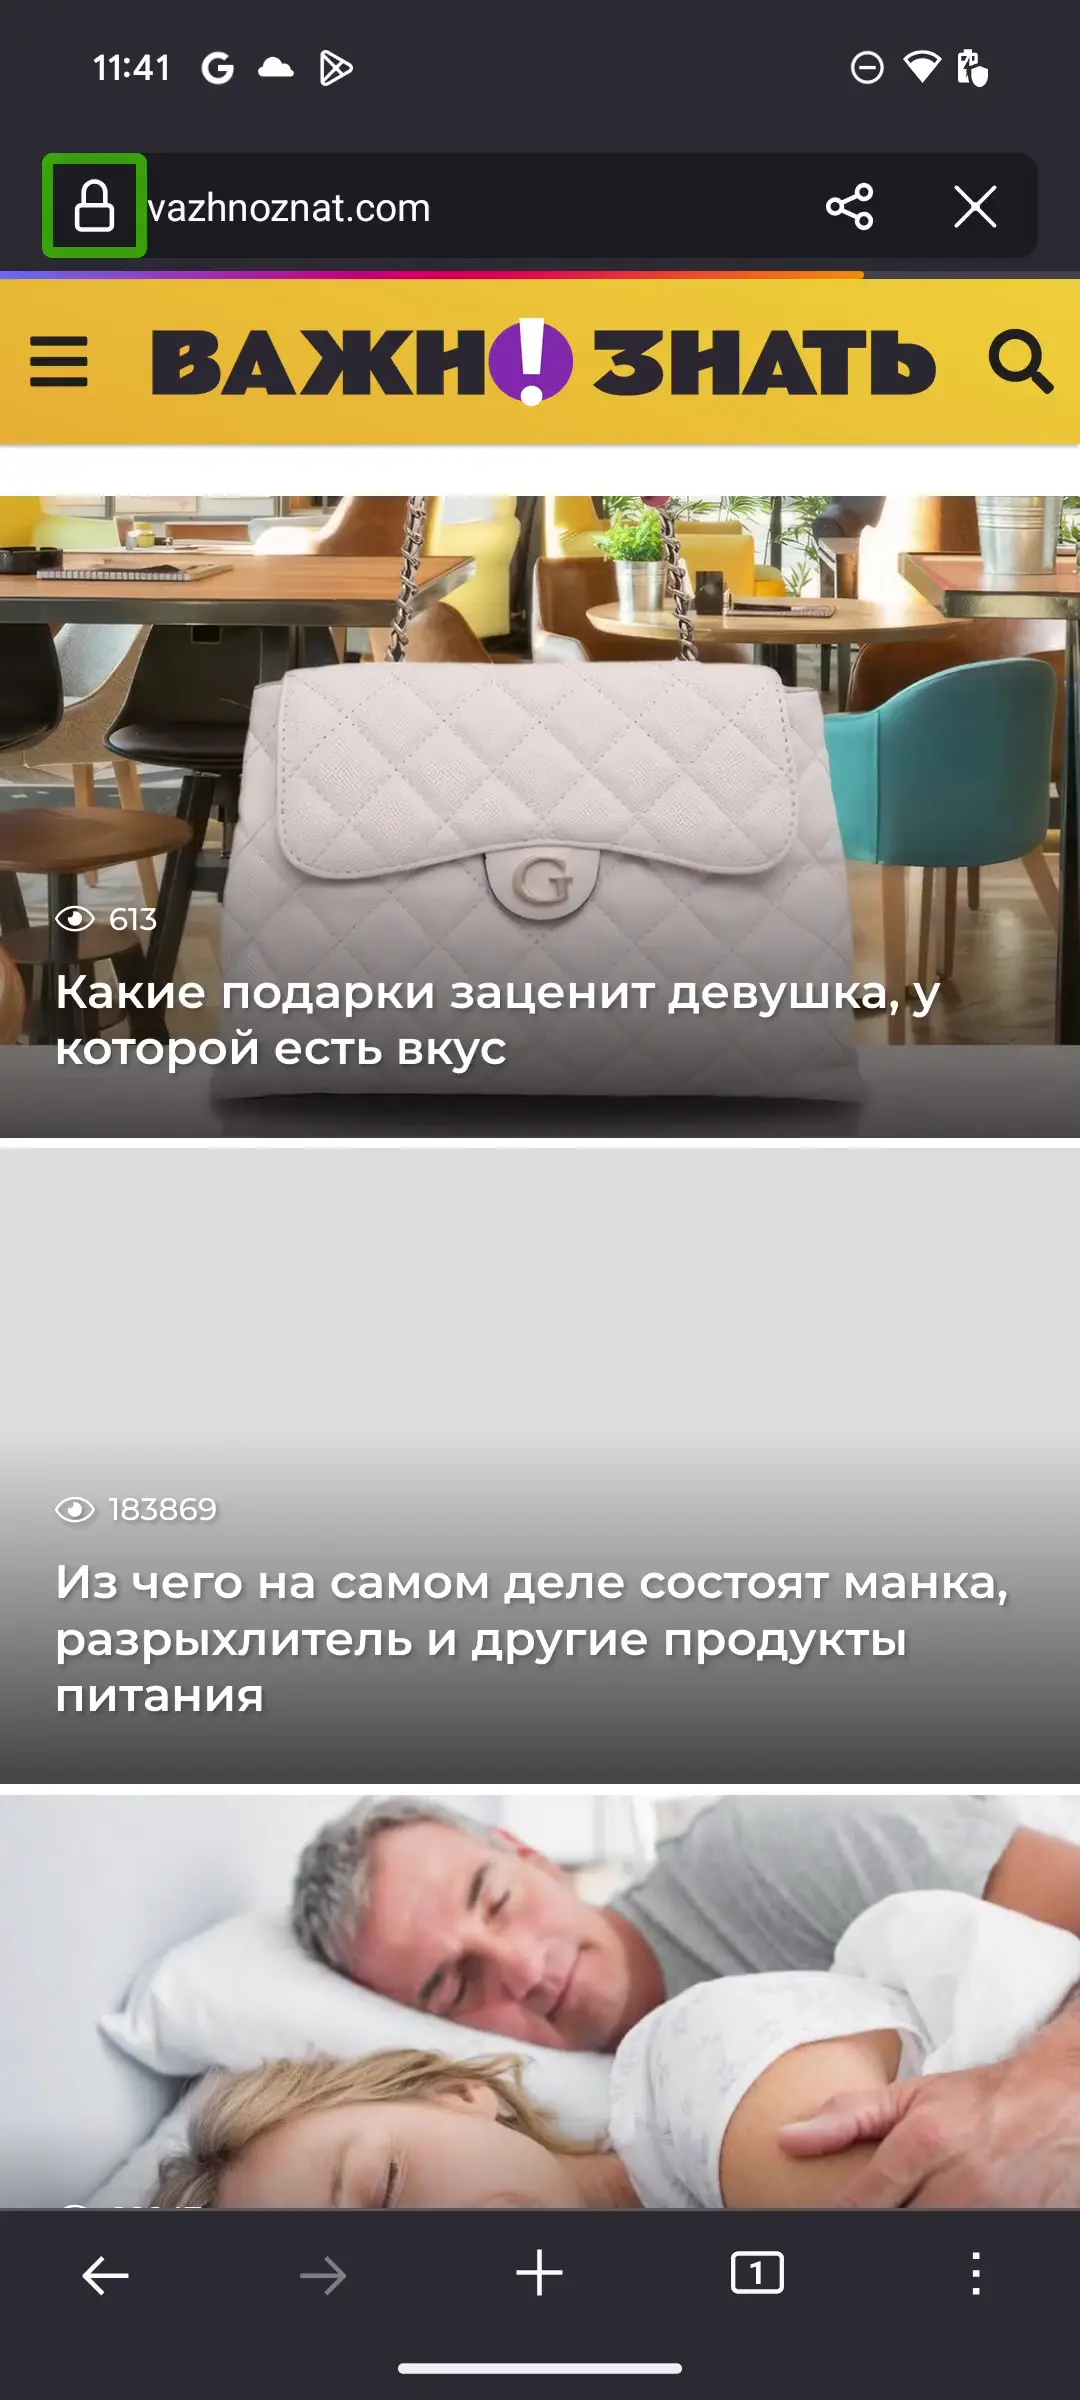 11:41
vazhnoznat.com
ВАЖН!ЗНАТЬ
G
613
Какие подарки заценит девушка, у
которой есть вкус
183869
Из чего на самом деле состоят манка,
разрыхлитель и другие продукты
питания
1